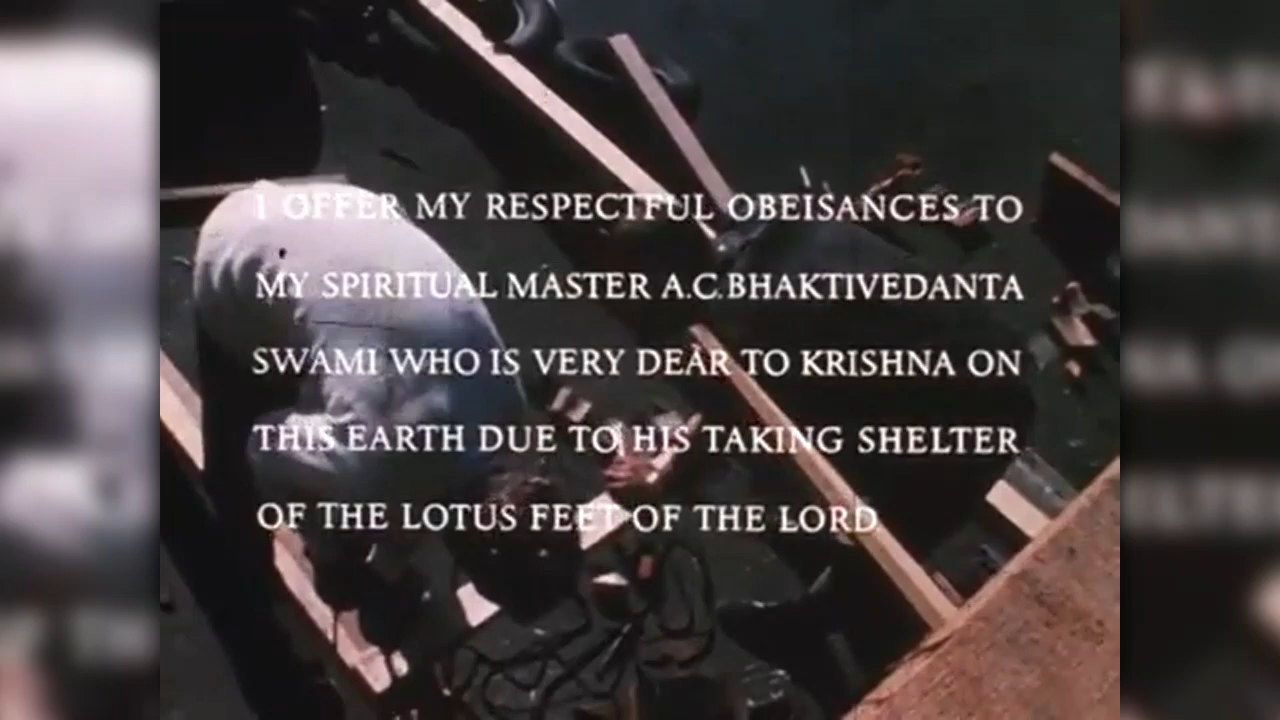 I OFFER MY RESPECTFUL OBEISANCES TO
MY SPIRITUAL MASTER A.C.BHAKTIVEDANTA
SWAMI WHO IS VERY DEAR TO KRISHNA ON
THIS EARTH DUE TO HIS TAKING SHELTER
OF THE LOTUS FEET OF THE LORD